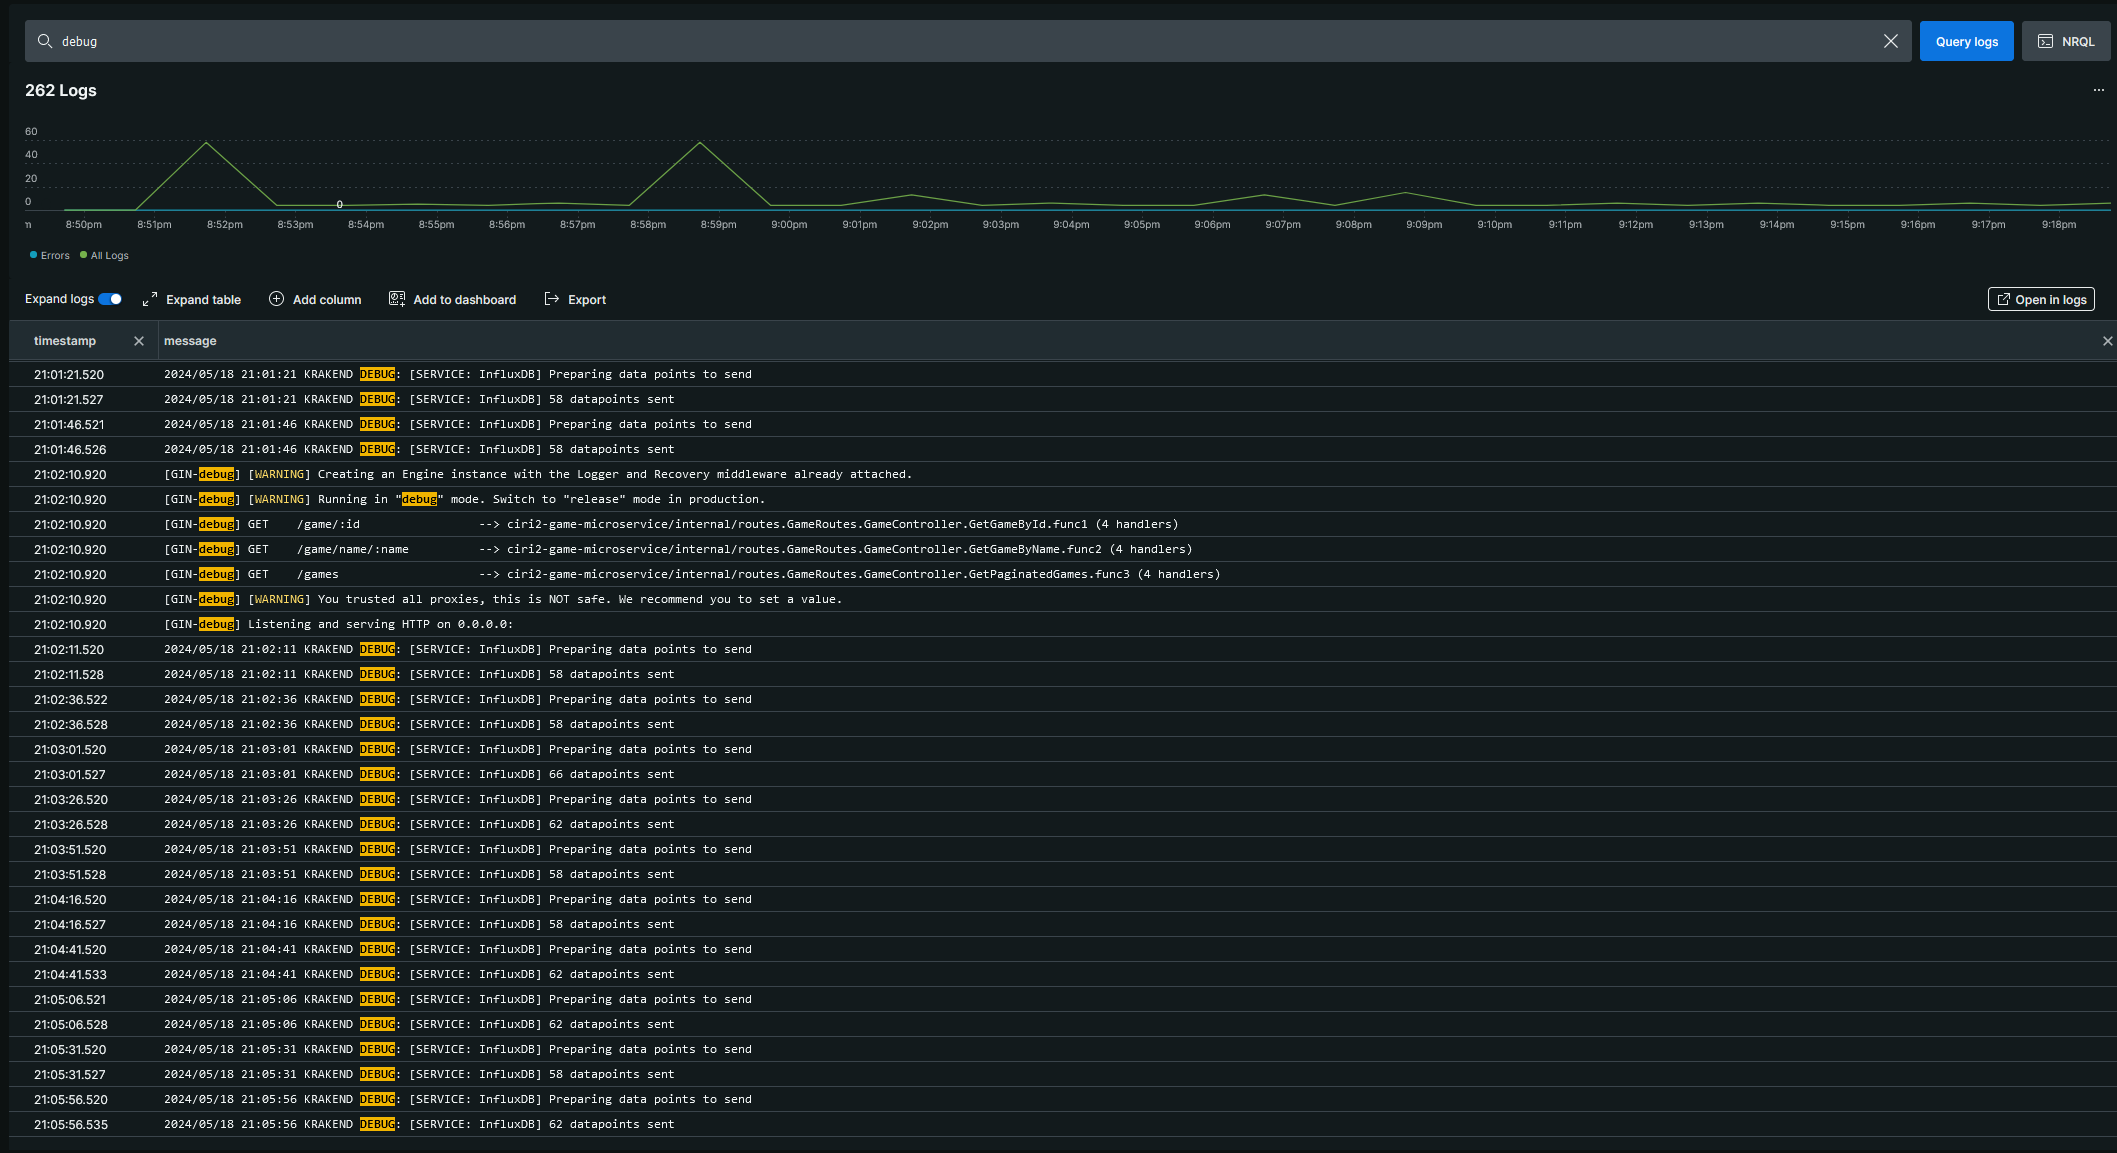 debug
Query logs
NRQL
262 Logs
...
60
40
20
0
0
m 8:50pm 8:51pm 8:52pm 8:53pm 8:54pm 8:55pm 8:56pm 8:57pm 8:58pm 8:59pm 9:00pm 9:01pm 9:02pm 9:03pm 9:04pm 9:05pm 9:06pm 9:07pm 9:08pm 9:09pm 9:10pm 9:11pm 9:12pm 9:13pm 9:14pm 9:15pm 9:16pm 9:17pm 9:18pm
Errors All Logs
Expand logs Expand table Add column Add to dashboard Export Open in logs
timestamp message
21:01:21.520 2024/05/18 21:01:21 KRAKEND DEBUG: [SERVICE: InfluxDB] Preparing data points to send
21:01:21.527 2024/05/18 21:01:21 KRAKEND DEBUG: [SERVICE: InfluxDB] 58 datapoints sent
21:01:46.521 2024/05/18 21:01:46 KRAKEND DEBUG: [SERVICE: InfluxDB] Preparing data points to send
21:01:46.526 2024/05/18 21:01:46 KRAKEND DEBUG: [SERVICE: InfluxDB] 58 datapoints sent
21:02:10.920 [GIN-debug] [WARNING] Creating an Engine instance with the Logger and Recovery middleware already attached.
21:02:10.920 [GIN-debug] [WARNING] Running in "debug" mode. Switch to "release" mode in production.
21:02:10.920 [GIN-debug] GET /game/:id --> ciri2-game-microservice/internal/routes.GameRoutes.GameController.GetGameById.func1 (4 handlers)
21:02:10.920 [GIN-debug] GET /game/name/:name --> ciri2-game-microservice/internal/routes.GameRoutes.GameController.GetGameByName.func2 (4 handlers)
21:02:10.920 [GIN-debug] GET /games --> ciri2-game-microservice/internal/routes.GameRoutes.GameController.GetPaginatedGames.func3 (4 handlers)
21:02:10.920 [GIN-debug] [WARNING] You trusted all proxies, this is NOT safe. We recommend you to set a value.
21:02:10.920 [GIN-debug] Listening and serving HTTP on 0.0.0.0:
21:02:11.520 2024/05/18 21:02:11 KRAKEND DEBUG: [SERVICE: InfluxDB] Preparing data points to send
21:02:11.528 2024/05/18 21:02:11 KRAKEND DEBUG: [SERVICE: InfluxDB] 58 datapoints sent
21:02:36.522 2024/05/18 21:02:36 KRAKEND DEBUG: [SERVICE: InfluxDB] Preparing data points to send
21:02:36.528 2024/05/18 21:02:36 KRAKEND DEBUG: [SERVICE: InfluxDB] 58 datapoints sent
21:03:01.520 2024/05/18 21:03:01 KRAKEND DEBUG: [SERVICE: InfluxDB] Preparing data points to send
21:03:01.527 2024/05/18 21:03:01 KRAKEND DEBUG: [SERVICE: InfluxDB] 66 datapoints sent
21:03:26.520 2024/05/18 21:03:26 KRAKEND DEBUG: [SERVICE: InfluxDB] Preparing data points to send
21:03:26.528 2024/05/18 21:03:26 KRAKEND DEBUG: [SERVICE: InfluxDB] 62 datapoints sent
21:03:51.520 2024/05/18 21:03:51 KRAKEND DEBUG: [SERVICE: InfluxDB] Preparing data points to send
21:03:51.528 2024/05/18 21:03:51 KRAKEND DEBUG: [SERVICE: InfluxDB] 58 datapoints sent
21:04:16.520 2024/05/18 21:04:16 KRAKEND DEBUG: [SERVICE: InfluxDB] Preparing data points to send
21:04:16.527 2024/05/18 21:04:16 KRAKEND DEBUG: [SERVICE: InfluxDB] 58 datapoints sent
21:04:41.520 2024/05/18 21:04:41 KRAKEND DEBUG: [SERVICE: InfluxDB] Preparing data points to send
21:04:41.533 2024/05/18 21:04:41 KRAKEND DEBUG: [SERVICE: InfluxDB] 62 datapoints sent
21:05:06.521 2024/05/18 21:05:06 KRAKEND DEBUG: [SERVICE: InfluxDB] Preparing data points to send
21:05:06.528 2024/05/18 21:05:06 KRAKEND DEBUG: [SERVICE: InfluxDB] 62 datapoints sent
21:05:31.520 2024/05/18 21:05:31 KRAKEND DEBUG: [SERVICE: InfluxDB] Preparing data points to send
21:05:31.527 2024/05/18 21:05:31 KRAKEND DEBUG: [SERVICE: InfluxDB] 58 datapoints sent
21:05:56.520 2024/05/18 21:05:56 KRAKEND DEBUG: [SERVICE: InfluxDB] Preparing data points to send
21:05:56.535 2024/05/18 21:05:56 KRAKEND DEBUG: [SERVICE: InfluxDB] 62 datapoints sent